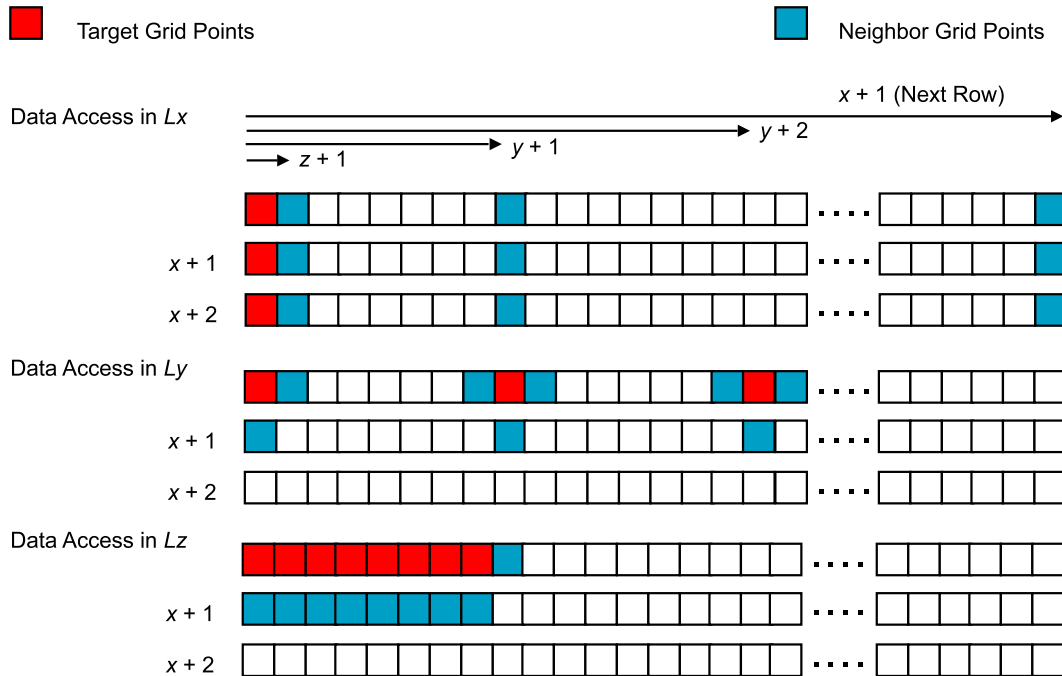 Target Grid Points
Neighbor Grid Points
x + 1 (Next Row)
Data Access in Lx
y + 2
y + 1
z + 1
x + 1
x + 2
Data Access in Ly
x + 1
x + 2
Data Access in Lz
x + 1
x + 2